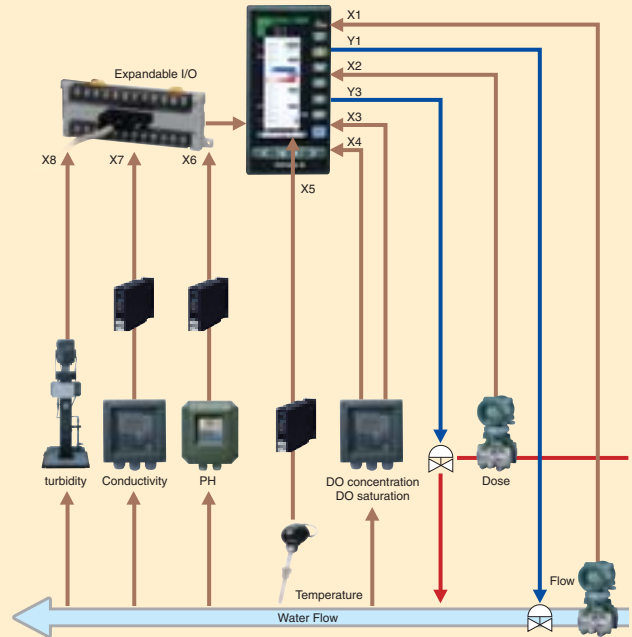 X1
Y1
X2
Y3
X3
X4
X5
Expandable I/O
X8
X7
X6
turbidity
Conductivity
PH
DO concentration
DO saturation
Dose
Temperature
Flow
Water Flow